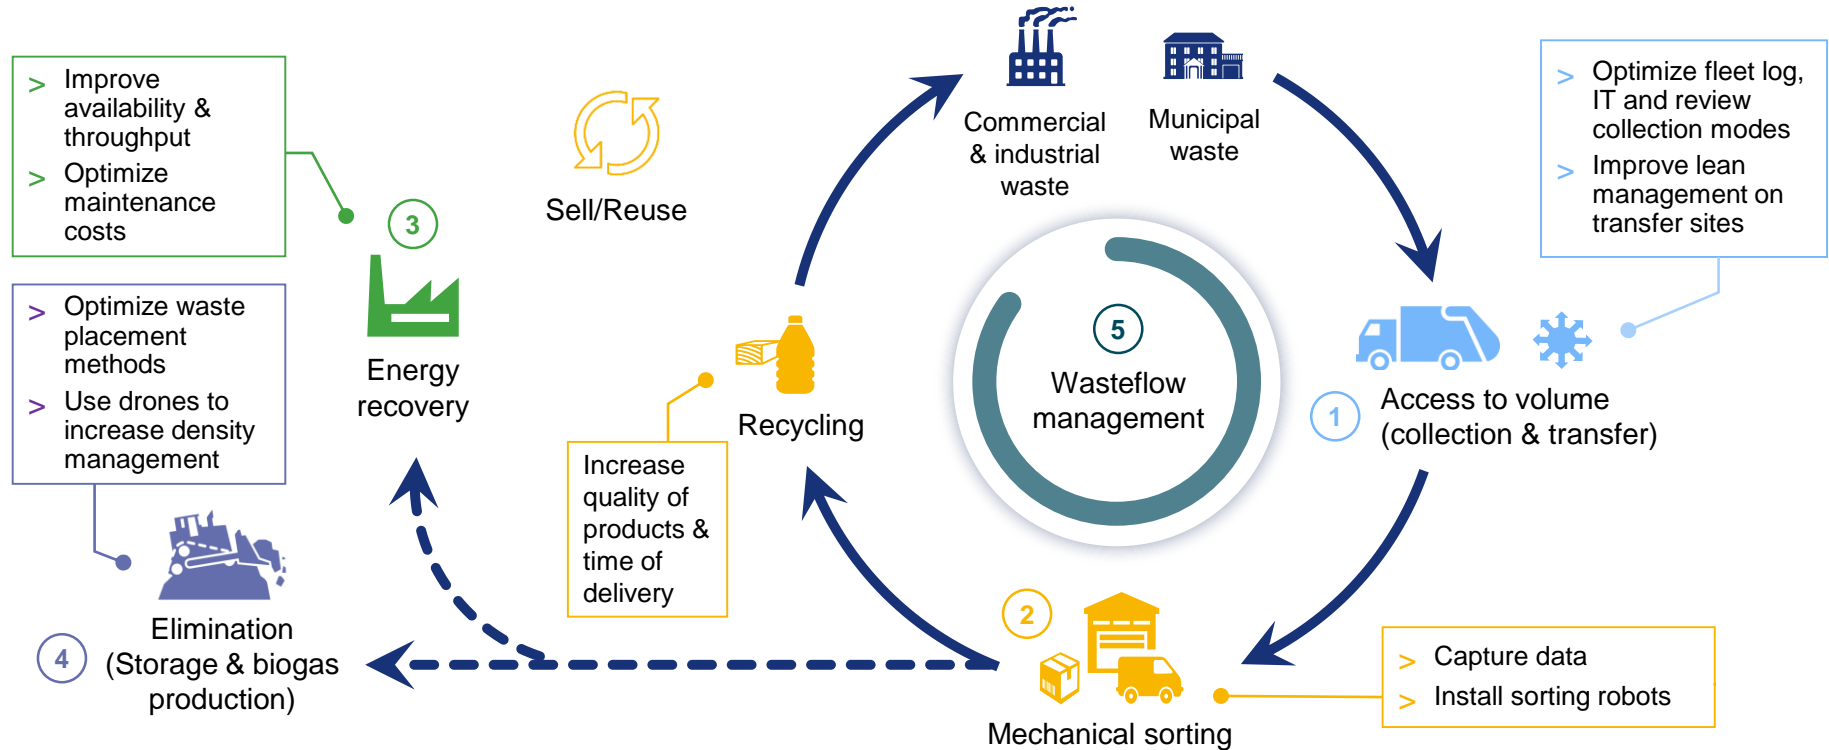 > Improve
availability &
throughput
> Optimize
maintenance
costs
3
Energy
recovery
> Optimize waste
placement
methods
> Use drones to
increase density
management
4
Elimination
(Storage & biogas
production)
Sell/Reuse
Recycling
Increase
quality of
products &
time of
delivery
Commercial
& industrial
waste
Municipal
waste
5
Wasteflow
management
> Optimize fleet log,
IT and review
collection modes
> Improve lean
management on
transfer sites
1
Access to volume
(collection & transfer)
2
Mechanical sorting
> Capture data
> Install sorting robots